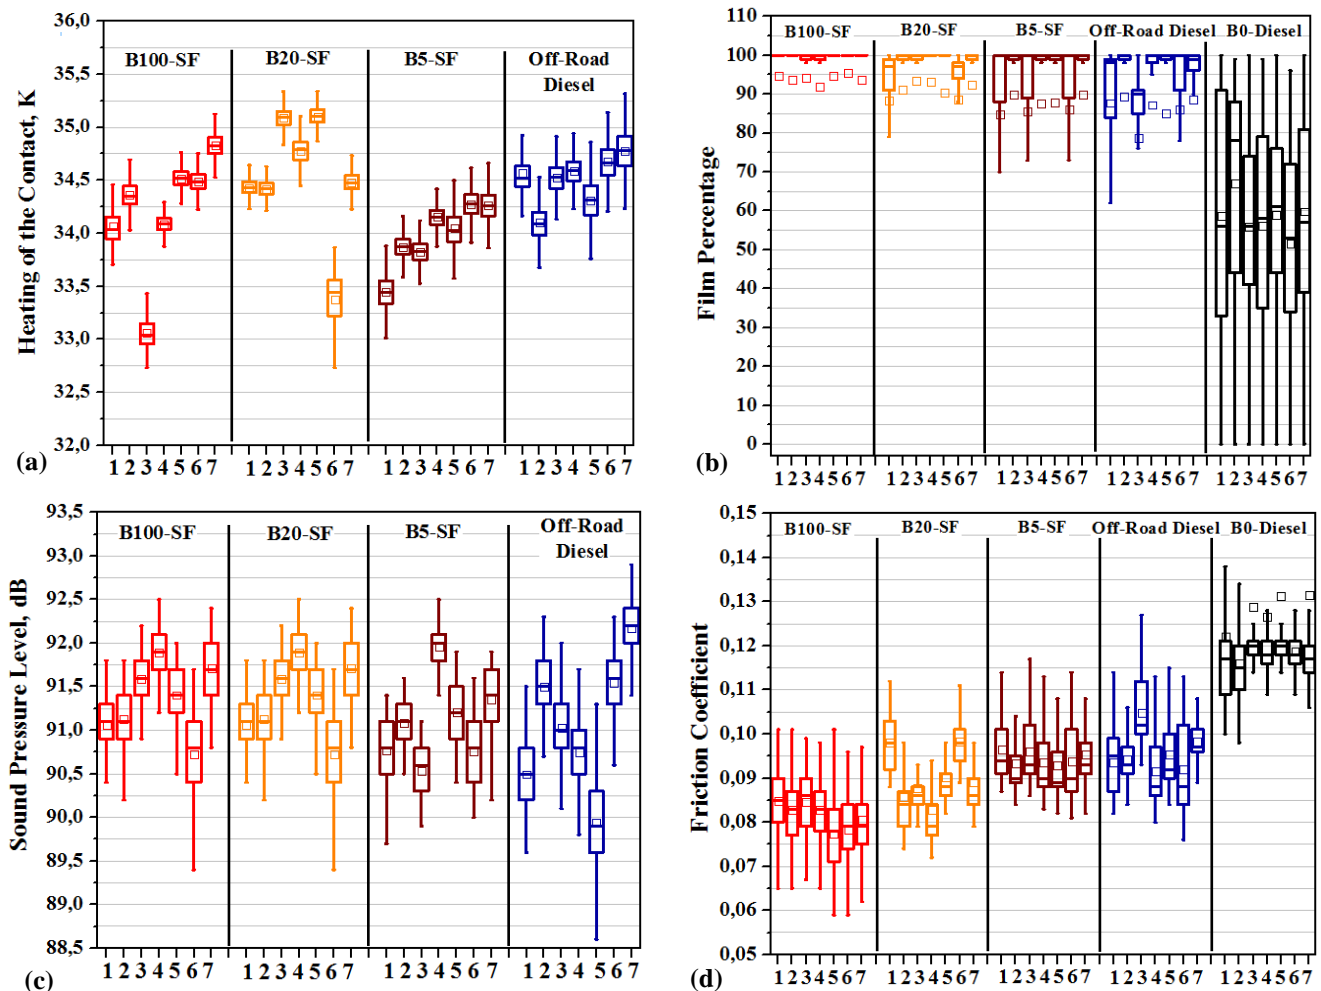 36,0
35,5
35,0
34,5
34,0
33,5
33,0
32,5
32,0
Heating of the Contact, K
B100-SF
B20-SF
B5-SF
Off-Road
Diesel
1 2 3 4 5 6 7 1 2 3 4 5 6 7 1 2 3 4 5 6 7 1 2 3 4 5 6 7
(a)
110
100
90
80
70
60
50
40
30
20
10
0
Film Percentage
B100-SF
B20-SF
B5-SF
Off-Road Diesel
B0-Diesel
1 2 3 4 5 6 7 1 2 3 4 5 6 7 1 2 3 4 5 6 7 1 2 3 4 5 6 7 1 2 3 4 5 6 7
(b)
93,5
93,0
92,5
92,0
91,5
91,0
90,5
90,0
89,5
89,0
88,5
Sound Pressure Level, dB
B100-SF
B20-SF
B5-SF
Off-Road
Diesel
1 2 3 4 5 6 7 1 2 3 4 5 6 7 1 2 3 4 5 6 7 1 2 3 4 5 6 7
(c)
0,15
0,14
0,13
0,12
0,11
0,10
0,09
0,08
0,07
0,06
0,05
Friction Coefficient
B100-SF
B20-SF
B5-SF
Off-Road Diesel
B0-Diesel
1 2 3 4 5 6 7 1 2 3 4 5 6 7 1 2 3 4 5 6 7 1 2 3 4 5 6 7 1 2 3 4 5 6 7
(d)